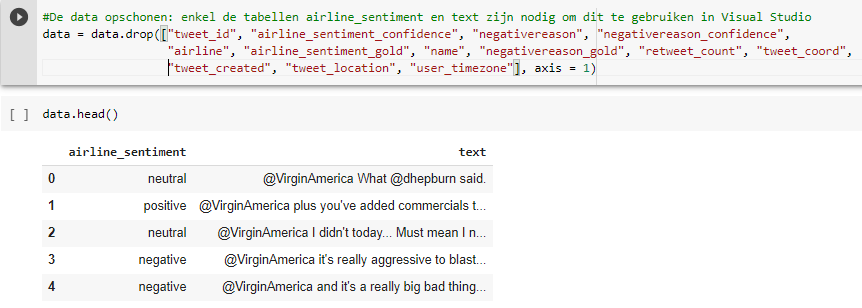 #De data opschonen: enkel de tabellen airline_sentiment en text zijn nodig om dit te gebruiken in Visual Studio
data = data.drop(["tweet_id", "airline_sentiment_confidence", "negativereason", "negativereason_confidence",
"airline", "airline_sentiment_gold", "name", "negativereason_gold", "retweet_count", "tweet_coord",
"tweet_created", "tweet_location", "user_timezone"], axis = 1)
[ ] data.head()
airline_sentiment text
0 neutral @VirginAmerica What @dhepburn said.
1 positive @VirginAmerica plus you've added commercials t...
2 neutral @VirginAmerica I didn't today... Must mean I n...
3 negative @VirginAmerica it's really aggressive to blast...
4 negative @VirginAmerica and it's a really big bad thing...